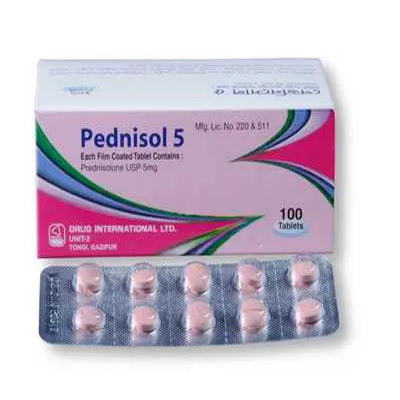 Pednisol 5
Mfg. Lic. No. 220 & 511
Each Film Coated Tablet Contains :
Prednisolone USP 5mg
DRUG INTERNATIONAL LTD.
UNIT-2
TONGI, GAZIPUR
100
Tablets